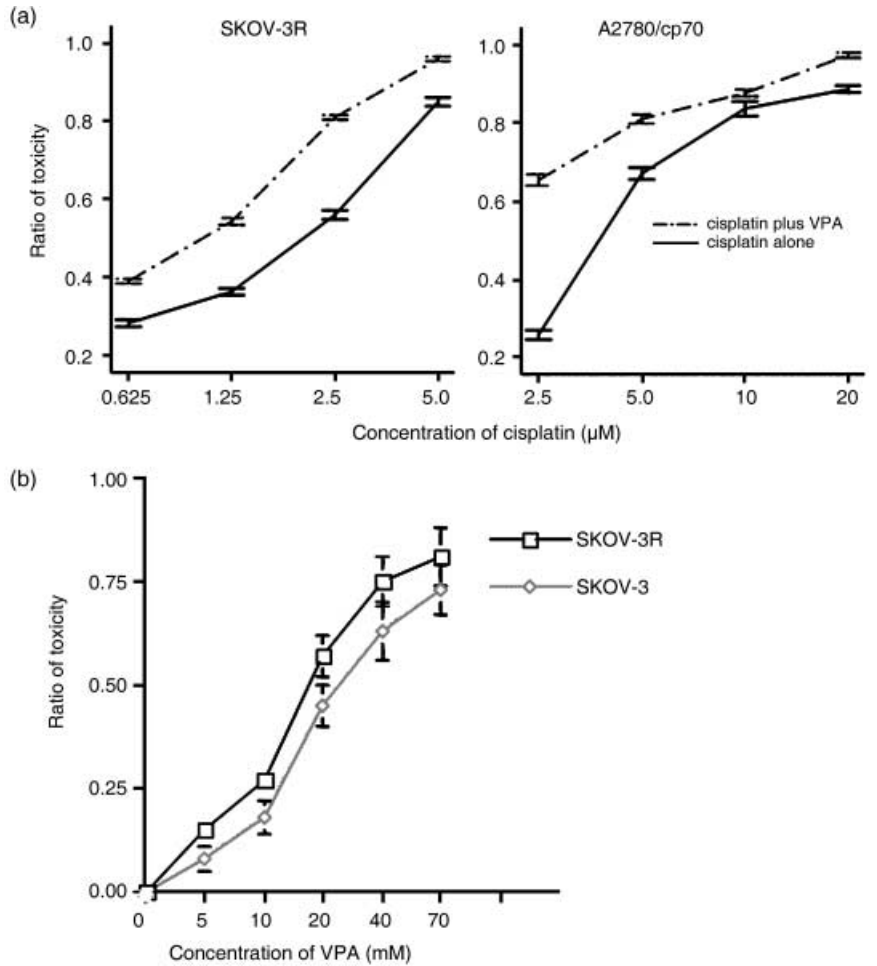 (a)
SKOV-3R
A2780/cp70
Ratio of toxicity
1.0
0.8
0.6
0.4
0.2
0.625 1.25 2.5 5.0
1.0
0.8
0.6
0.4
0.2
cisplatin plus VPA
cisplatin alone
2.5 5.0 10 20
Concentration of cisplatin (µM)
(b)
Ratio of toxicity
1.00
0.75
0.50
0.25
0.00
SKOV-3R
SKOV-3
0 5 10 20 40 70
Concentration of VPA (mM)